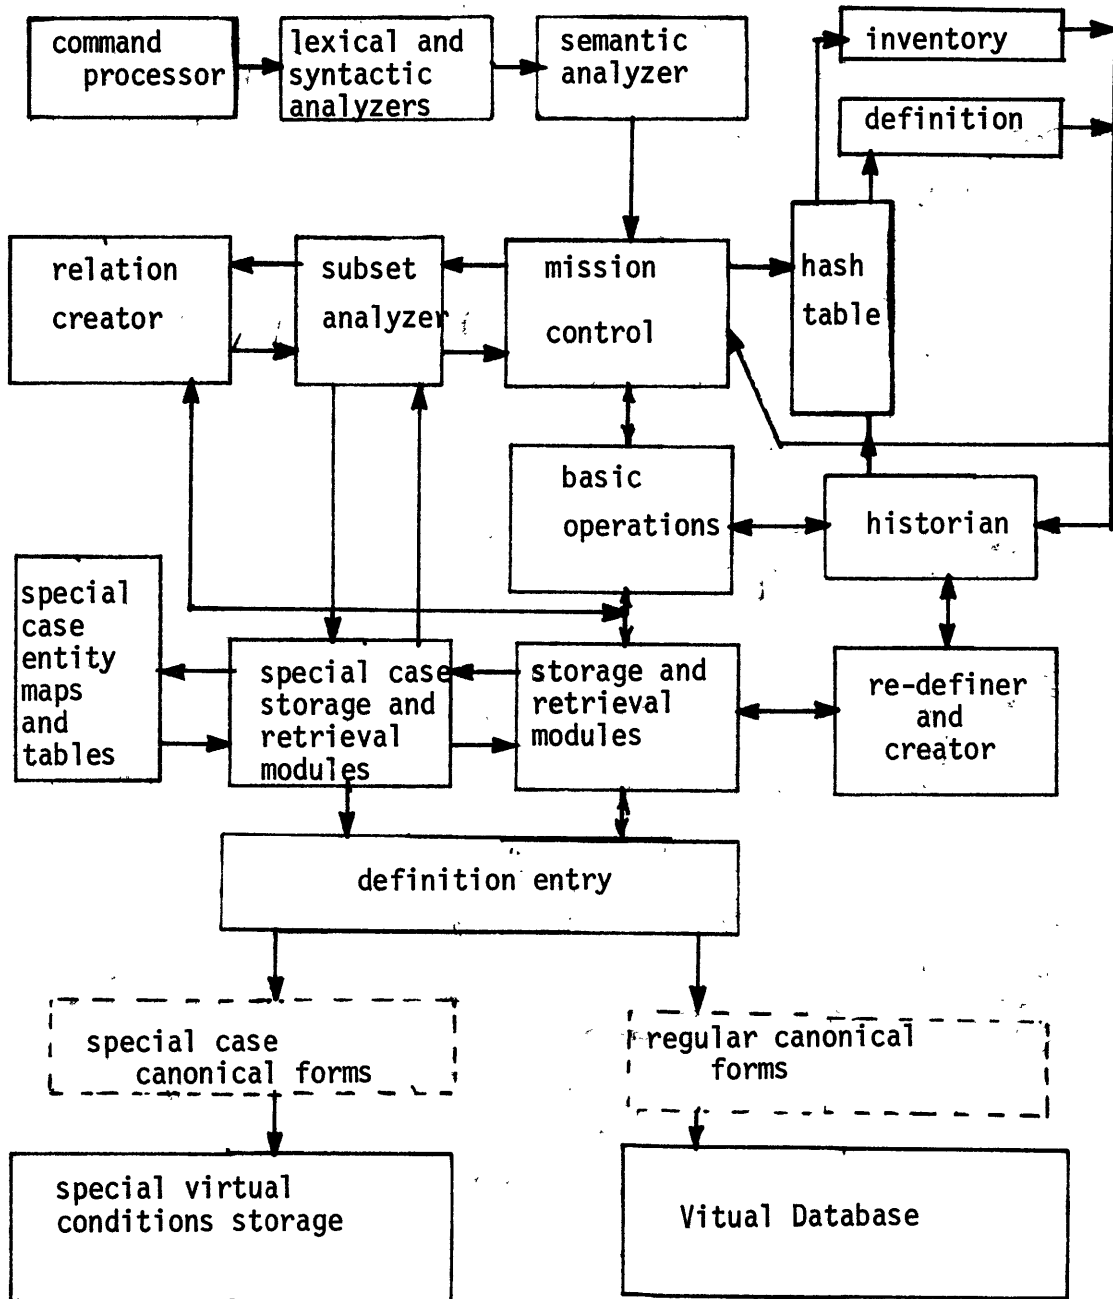 command
processor
lexical and
syntactic
analyzers
semantic
analyzer
inventory
definition
relation
creator
subset
analyzer
mission
control
hash
table
basic
operations
historian
special
case
entity
maps
and
tables
special case
storage and
retrieval
modules
storage and
retrieval
modules
re-definer
and
creator
definition entry
special case
canonical forms
regular canonical
forms
special virtual
conditions storage
Vitual Database